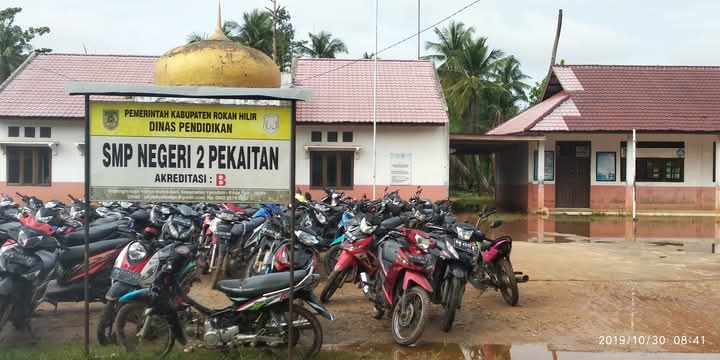 PEMERINTAH KABUPATEN ROKAN HILIR
DINAS PENDIDIKAN
SMP NEGERI 2 PEKAITAN
AKREDITASI : B
2019/10/30 08:41